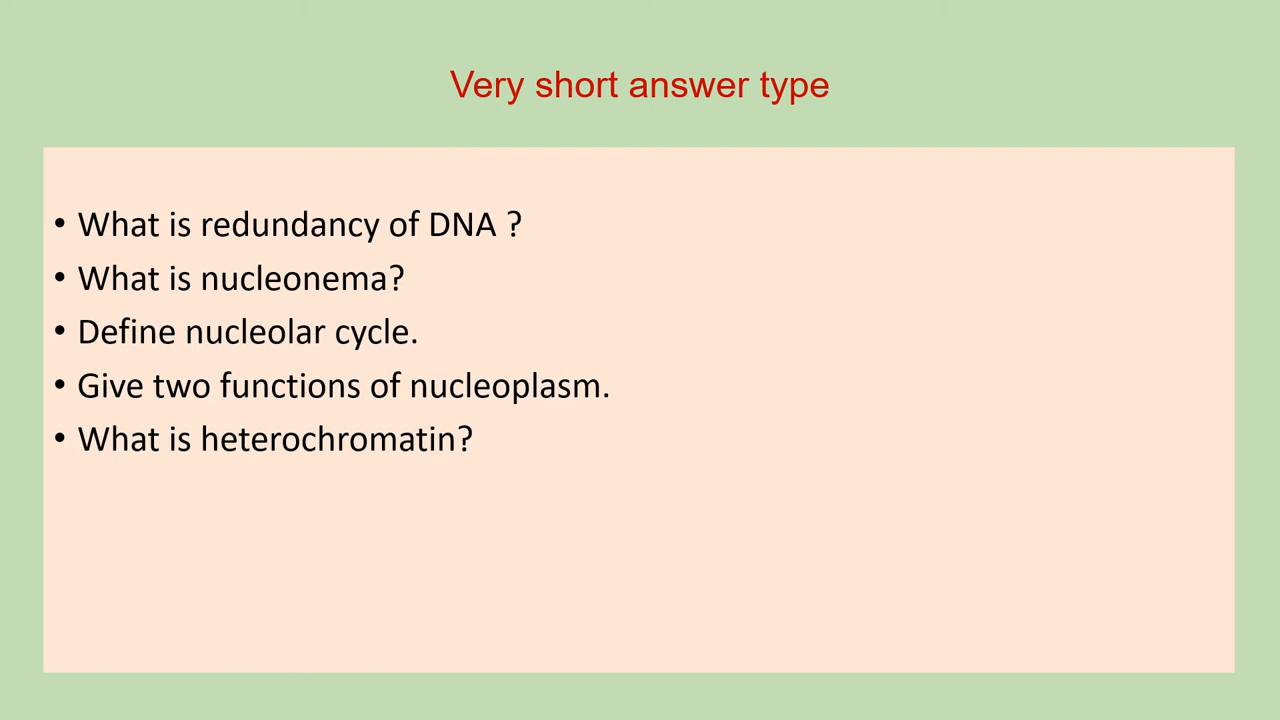 Very short answer type
• What is redundancy of DNA ?
• What is nucleonema?
• Define nucleolar cycle.
• Give two functions of nucleoplasm.
• What is heterochromatin?